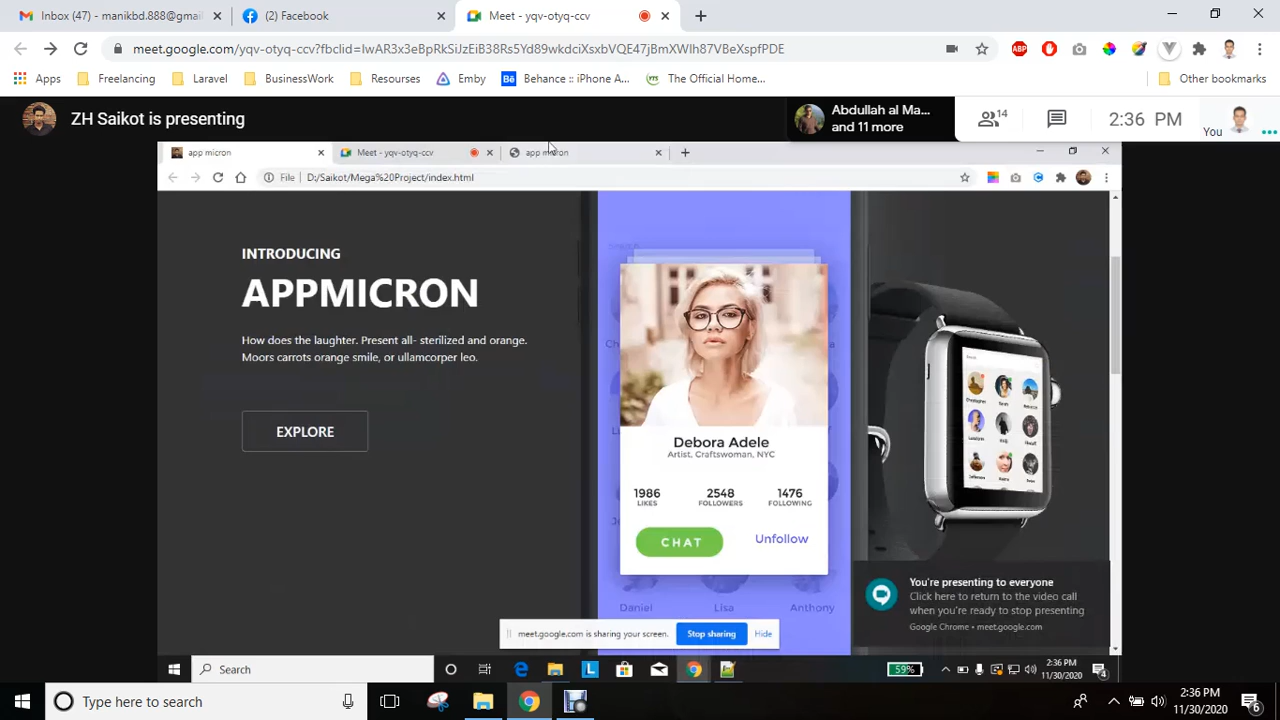 Inbox (47) - manikbd.888@gmail
(2) Facebook
Meet - yqv-otyq-ccv
meet.google.com/yqv-otyq-ccv?fbclid=IwAR3x3eBpRkSiJzEiB38Rs5Yd89wkdciXsxbVQE47jBmXWIh87VBeXspfPDE
ABP
Apps
Freelancing
Laravel
BusinessWork
Resourses
Emby
Bē
Behance :: iPhone A...
YTS
The Official Home...
Other bookmarks
ZH Saikot is presenting
Abdullah al Ma...
and 11 more
14
2:36 PM
You
app micron
Meet - yqv-otyq-ccv
app micron
File
D:/Saikot/Mega%20Project/index.html
INTRODUCING
APPMICRON
How does the laughter. Present all- sterilized and orange.
Moors carrots orange smile, or ullamcorper leo.
EXPLORE
Debora Adele
Artist, Craftswoman, NYC
1986
LIKES
2548
FOLLOWERS
1476
FOLLOWING
CHAT
Unfollow
Daniel
Lisa
Anthony
You're presenting to everyone
Click here to return to the video call
when you're ready to stop presenting
Google Chrome • meet.google.com
meet.google.com is sharing your screen.
Stop sharing
Hide
Search
59%
2:36 PM
11/30/2020
4
Type here to search
2:36 PM
11/30/2020
6